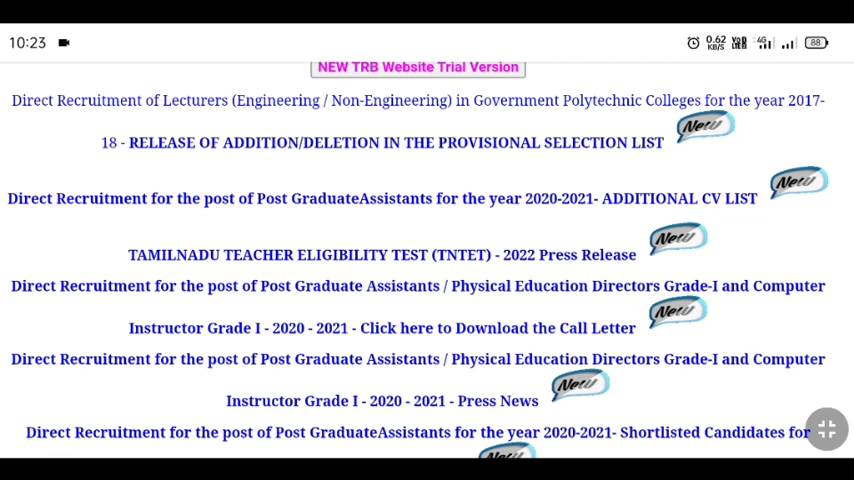 10:23
0.62 KB/S VoD LTE2 4G 88
NEW TRB Website Trial Version
Direct Recruitment of Lecturers (Engineering / Non-Engineering) in Government Polytechnic Colleges for the year 2017-
18 - RELEASE OF ADDITION/DELETION IN THE PROVISIONAL SELECTION LIST New
Direct Recruitment for the post of Post GraduateAssistants for the year 2020-2021- ADDITIONAL CV LIST New
TAMILNADU TEACHER ELIGIBILITY TEST (TNTET) - 2022 Press Release New
Direct Recruitment for the post of Post Graduate Assistants / Physical Education Directors Grade-I and Computer
Instructor Grade I - 2020 - 2021 - Click here to Download the Call Letter New
Direct Recruitment for the post of Post Graduate Assistants / Physical Education Directors Grade-I and Computer
Instructor Grade I - 2020 - 2021 - Press News New
Direct Recruitment for the post of Post GraduateAssistants for the year 2020-2021- Shortlisted Candidates for
New